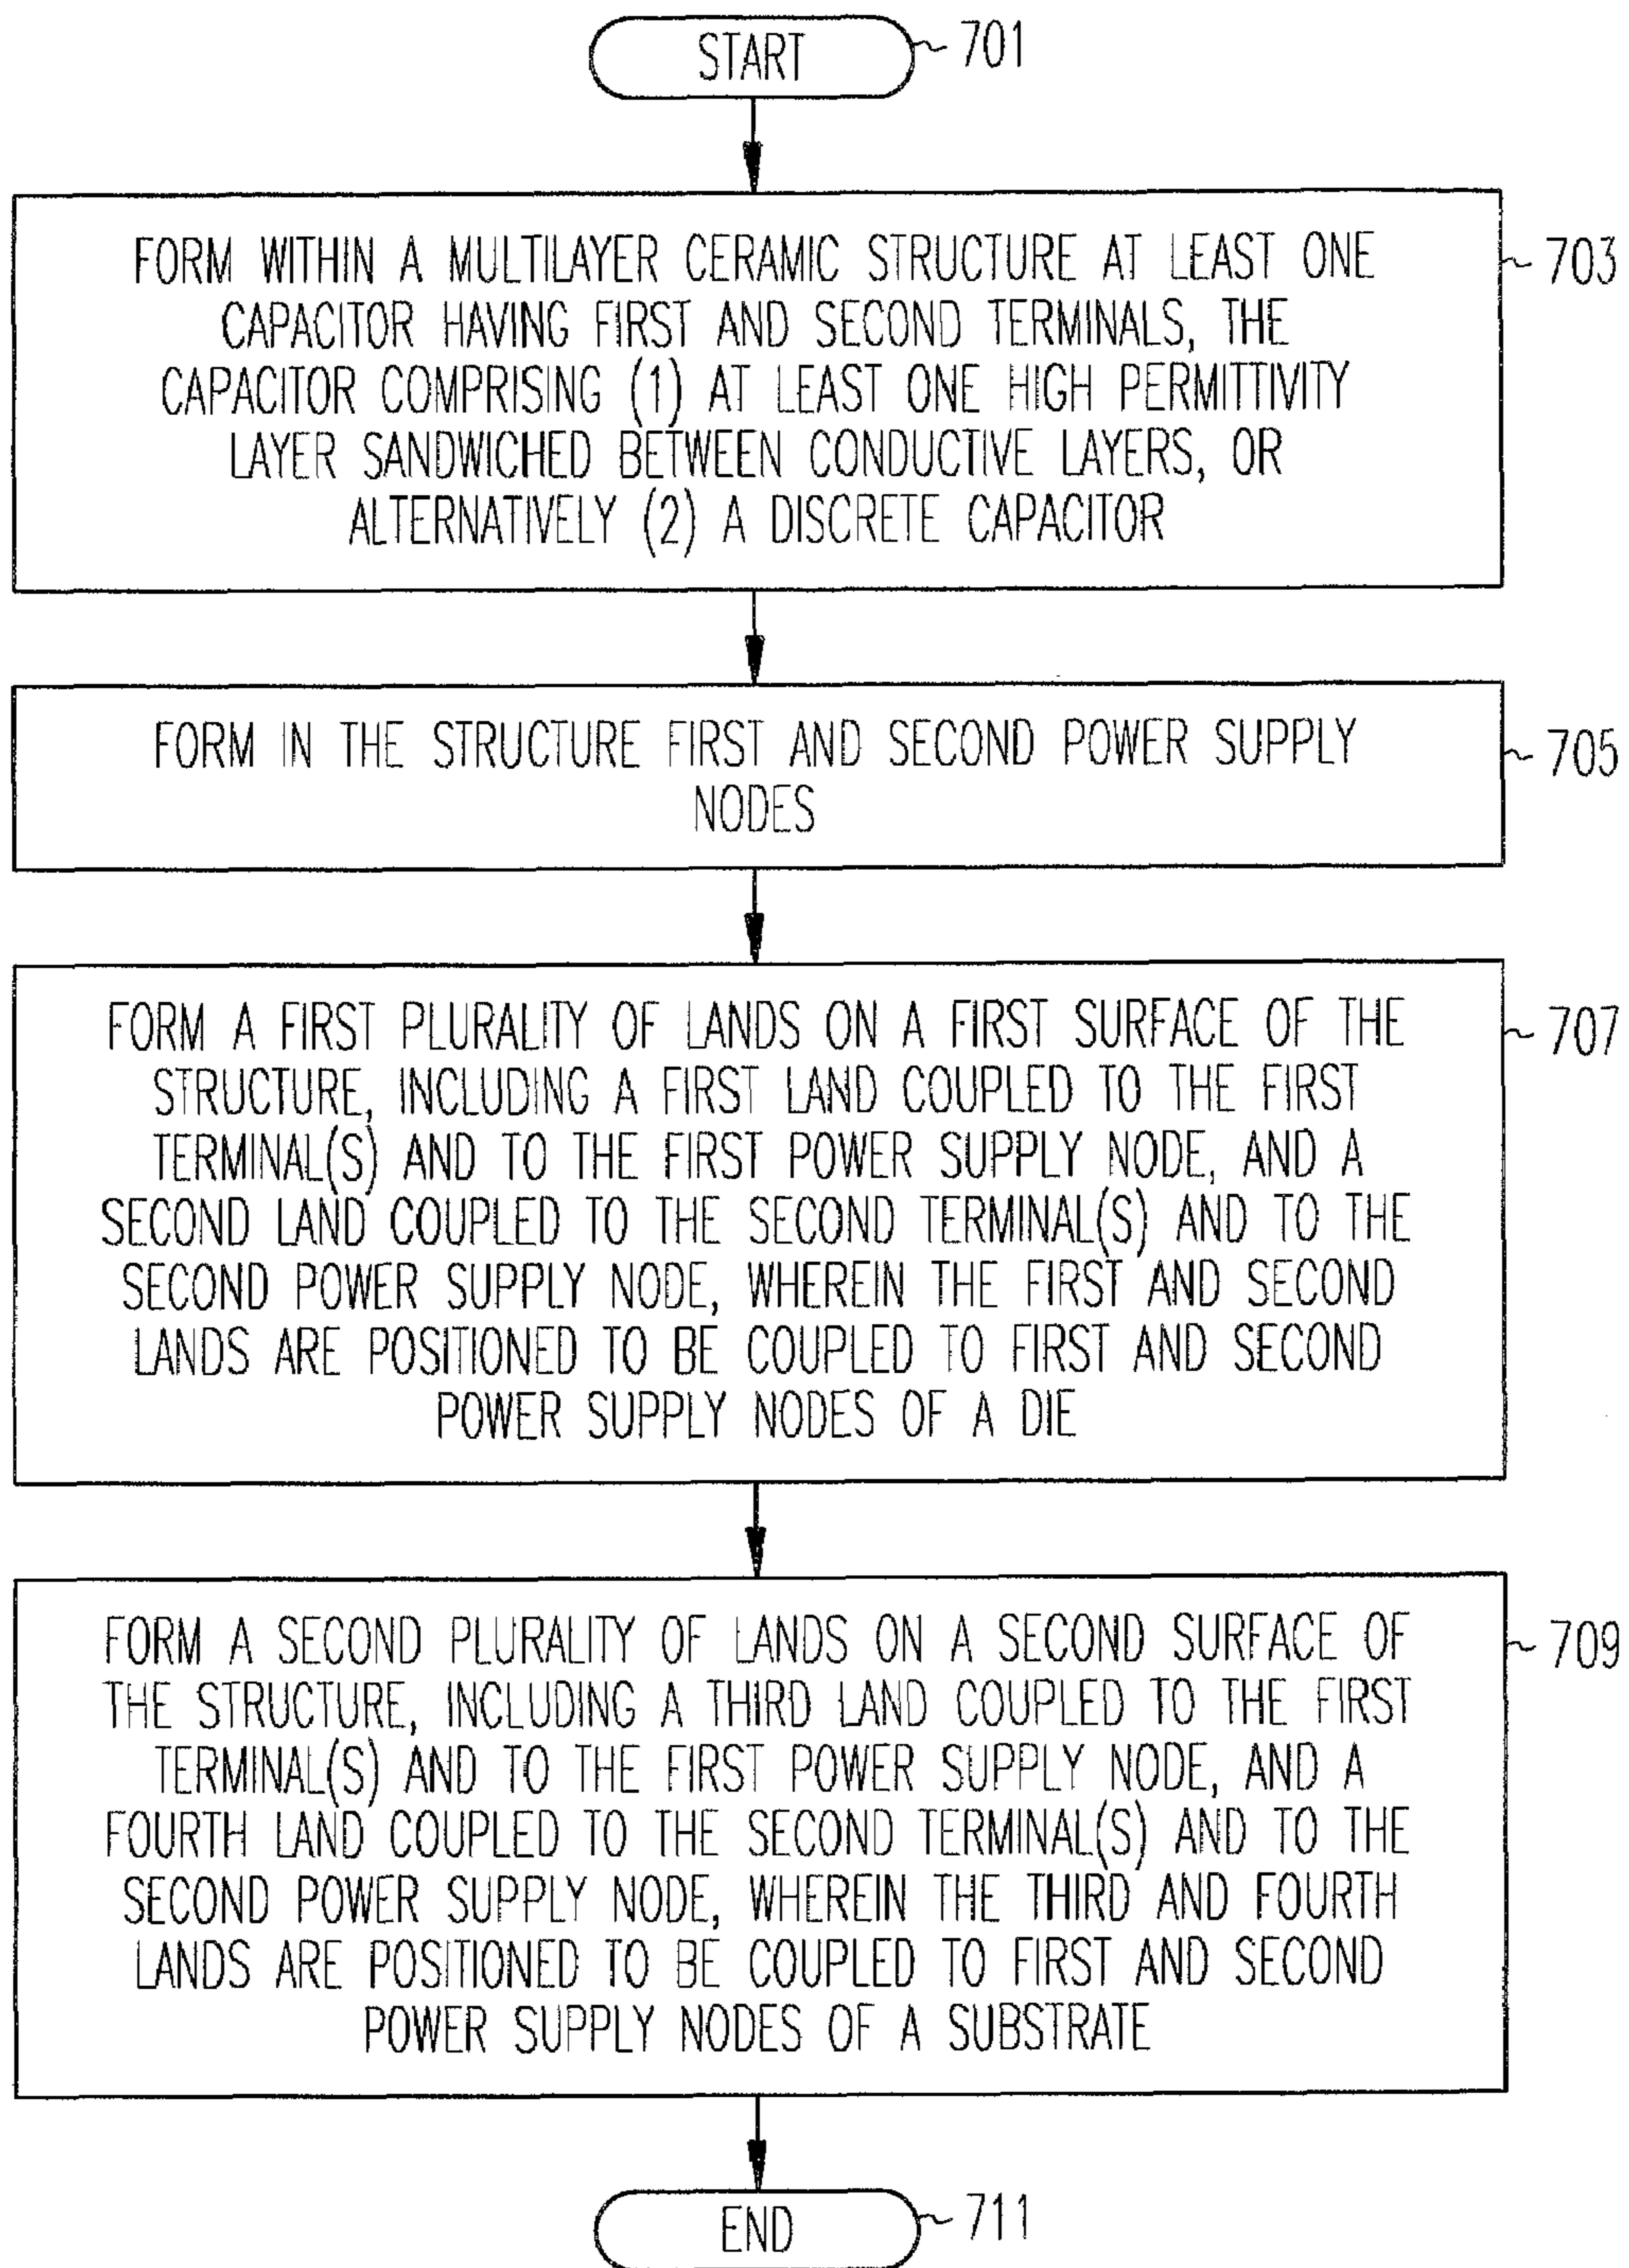 START
701
FORM WITHIN A MULTILAYER CERAMIC STRUCTURE AT LEAST ONE
CAPACITOR HAVING FIRST AND SECOND TERMINALS, THE
CAPACITOR COMPRISING (1) AT LEAST ONE HIGH PERMITTIVITY
LAYER SANDWICHED BETWEEN CONDUCTIVE LAYERS, OR
ALTERNATIVELY (2) A DISCRETE CAPACITOR
703
FORM IN THE STRUCTURE FIRST AND SECOND POWER SUPPLY
NODES
705
FORM A FIRST PLURALITY OF LANDS ON A FIRST SURFACE OF THE
STRUCTURE, INCLUDING A FIRST LAND COUPLED TO THE FIRST
TERMINAL(S) AND TO THE FIRST POWER SUPPLY NODE, AND A
SECOND LAND COUPLED TO THE SECOND TERMINAL(S) AND TO THE
SECOND POWER SUPPLY NODE, WHEREIN THE FIRST AND SECOND
LANDS ARE POSITIONED TO BE COUPLED TO FIRST AND SECOND
POWER SUPPLY NODES OF A DIE
707
FORM A SECOND PLURALITY OF LANDS ON A SECOND SURFACE OF
THE STRUCTURE, INCLUDING A THIRD LAND COUPLED TO THE FIRST
TERMINAL(S) AND TO THE FIRST POWER SUPPLY NODE, AND A
FOURTH LAND COUPLED TO THE SECOND TERMINAL(S) AND TO THE
SECOND POWER SUPPLY NODE, WHEREIN THE THIRD AND FOURTH
LANDS ARE POSITIONED TO BE COUPLED TO FIRST AND SECOND
POWER SUPPLY NODES OF A SUBSTRATE
709
END
711